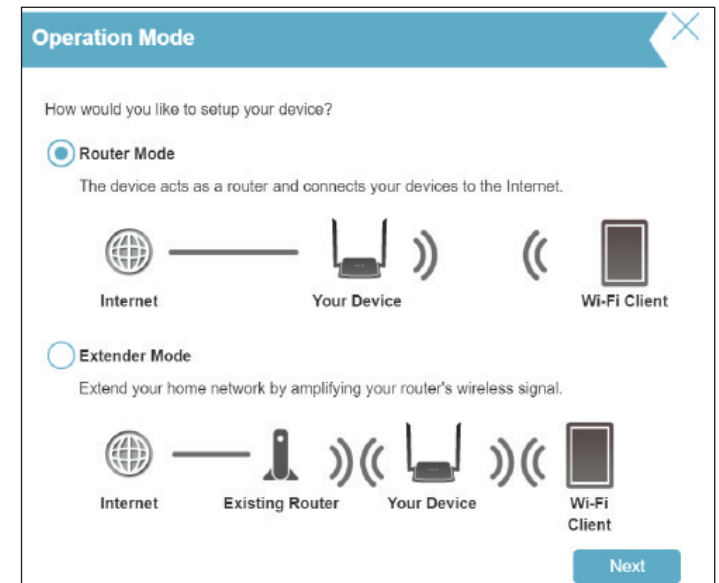 Operation Mode
How would you like to setup your device?
Router Mode
The device acts as a router and connects your devices to the Internet.
Internet
Your Device
Wi-Fi Client
Extender Mode
Extend your home network by amplifying your router's wireless signal.
Internet
Existing Router
Your Device
Wi-Fi
Client
Next